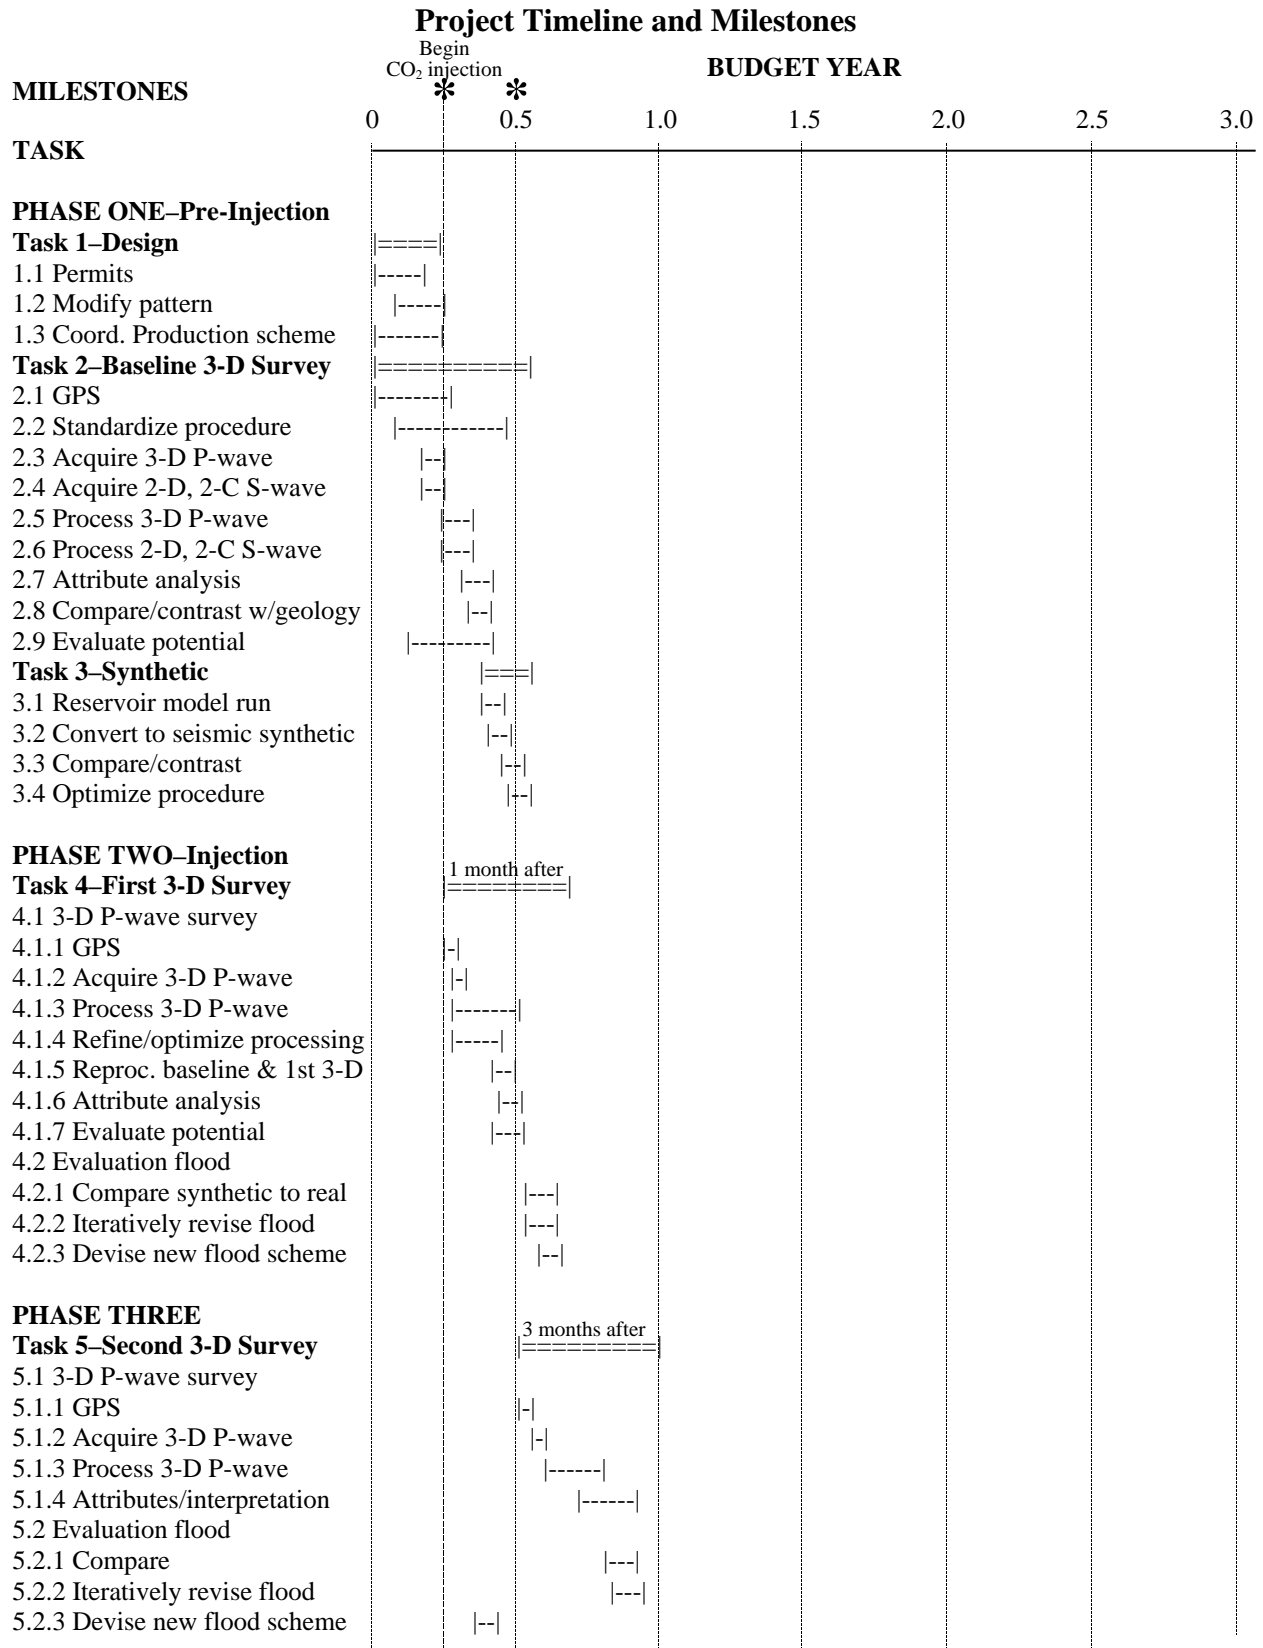 Project Timeline and Milestones
Begin
CO₂ injection
BUDGET YEAR
MILESTONES
* *
0 0.5 1.0 1.5 2.0 2.5 3.0
TASK
PHASE ONE–Pre-Injection
Task 1–Design |====|
1.1 Permits |-----|
1.2 Modify pattern |-----|
1.3 Coord. Production scheme |-------|
Task 2–Baseline 3-D Survey |==========|
2.1 GPS |--------|
2.2 Standardize procedure |------------|
2.3 Acquire 3-D P-wave |--|
2.4 Acquire 2-D, 2-C S-wave |--|
2.5 Process 3-D P-wave |---|
2.6 Process 2-D, 2-C S-wave |---|
2.7 Attribute analysis |---|
2.8 Compare/contrast w/geology |--|
2.9 Evaluate potential |---------|
Task 3–Synthetic |===|
3.1 Reservoir model run |--|
3.2 Convert to seismic synthetic |--|
3.3 Compare/contrast |--|
3.4 Optimize procedure |--|
PHASE TWO–Injection
1 month after
Task 4–First 3-D Survey |========|
4.1 3-D P-wave survey
4.1.1 GPS |-|
4.1.2 Acquire 3-D P-wave |-|
4.1.3 Process 3-D P-wave |-------|
4.1.4 Refine/optimize processing |-----|
4.1.5 Reproc. baseline & 1st 3-D |--|
4.1.6 Attribute analysis |--|
4.1.7 Evaluate potential |---|
4.2 Evaluation flood
4.2.1 Compare synthetic to real |---|
4.2.2 Iteratively revise flood |---|
4.2.3 Devise new flood scheme |--|
PHASE THREE
3 months after
Task 5–Second 3-D Survey |=========|
5.1 3-D P-wave survey
5.1.1 GPS |-|
5.1.2 Acquire 3-D P-wave |-|
5.1.3 Process 3-D P-wave |------|
5.1.4 Attributes/interpretation |------|
5.2 Evaluation flood
5.2.1 Compare |---|
5.2.2 Iteratively revise flood |---|
5.2.3 Devise new flood scheme |--|